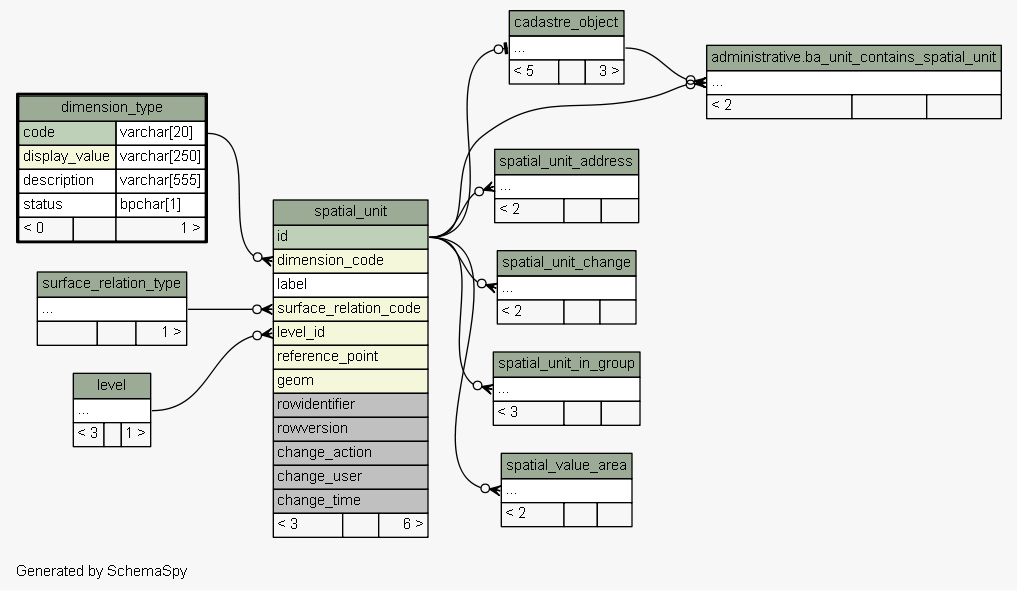 cadastre_object
...
< 5 3 >
administrative.ba_unit_contains_spatial_unit
...
< 2
dimension_type
code varchar[20]
display_value varchar[250]
description varchar[555]
status bpchar[1]
< 0 1 >
spatial_unit_address
...
< 2
spatial_unit
id
dimension_code
label
surface_relation_code
level_id
reference_point
geom
rowidentifier
rowversion
change_action
change_user
change_time
< 3 6 >
spatial_unit_change
...
< 2
surface_relation_type
...
1 >
spatial_unit_in_group
...
< 3
level
...
< 3 1 >
spatial_value_area
...
< 2
Generated by SchemaSpy